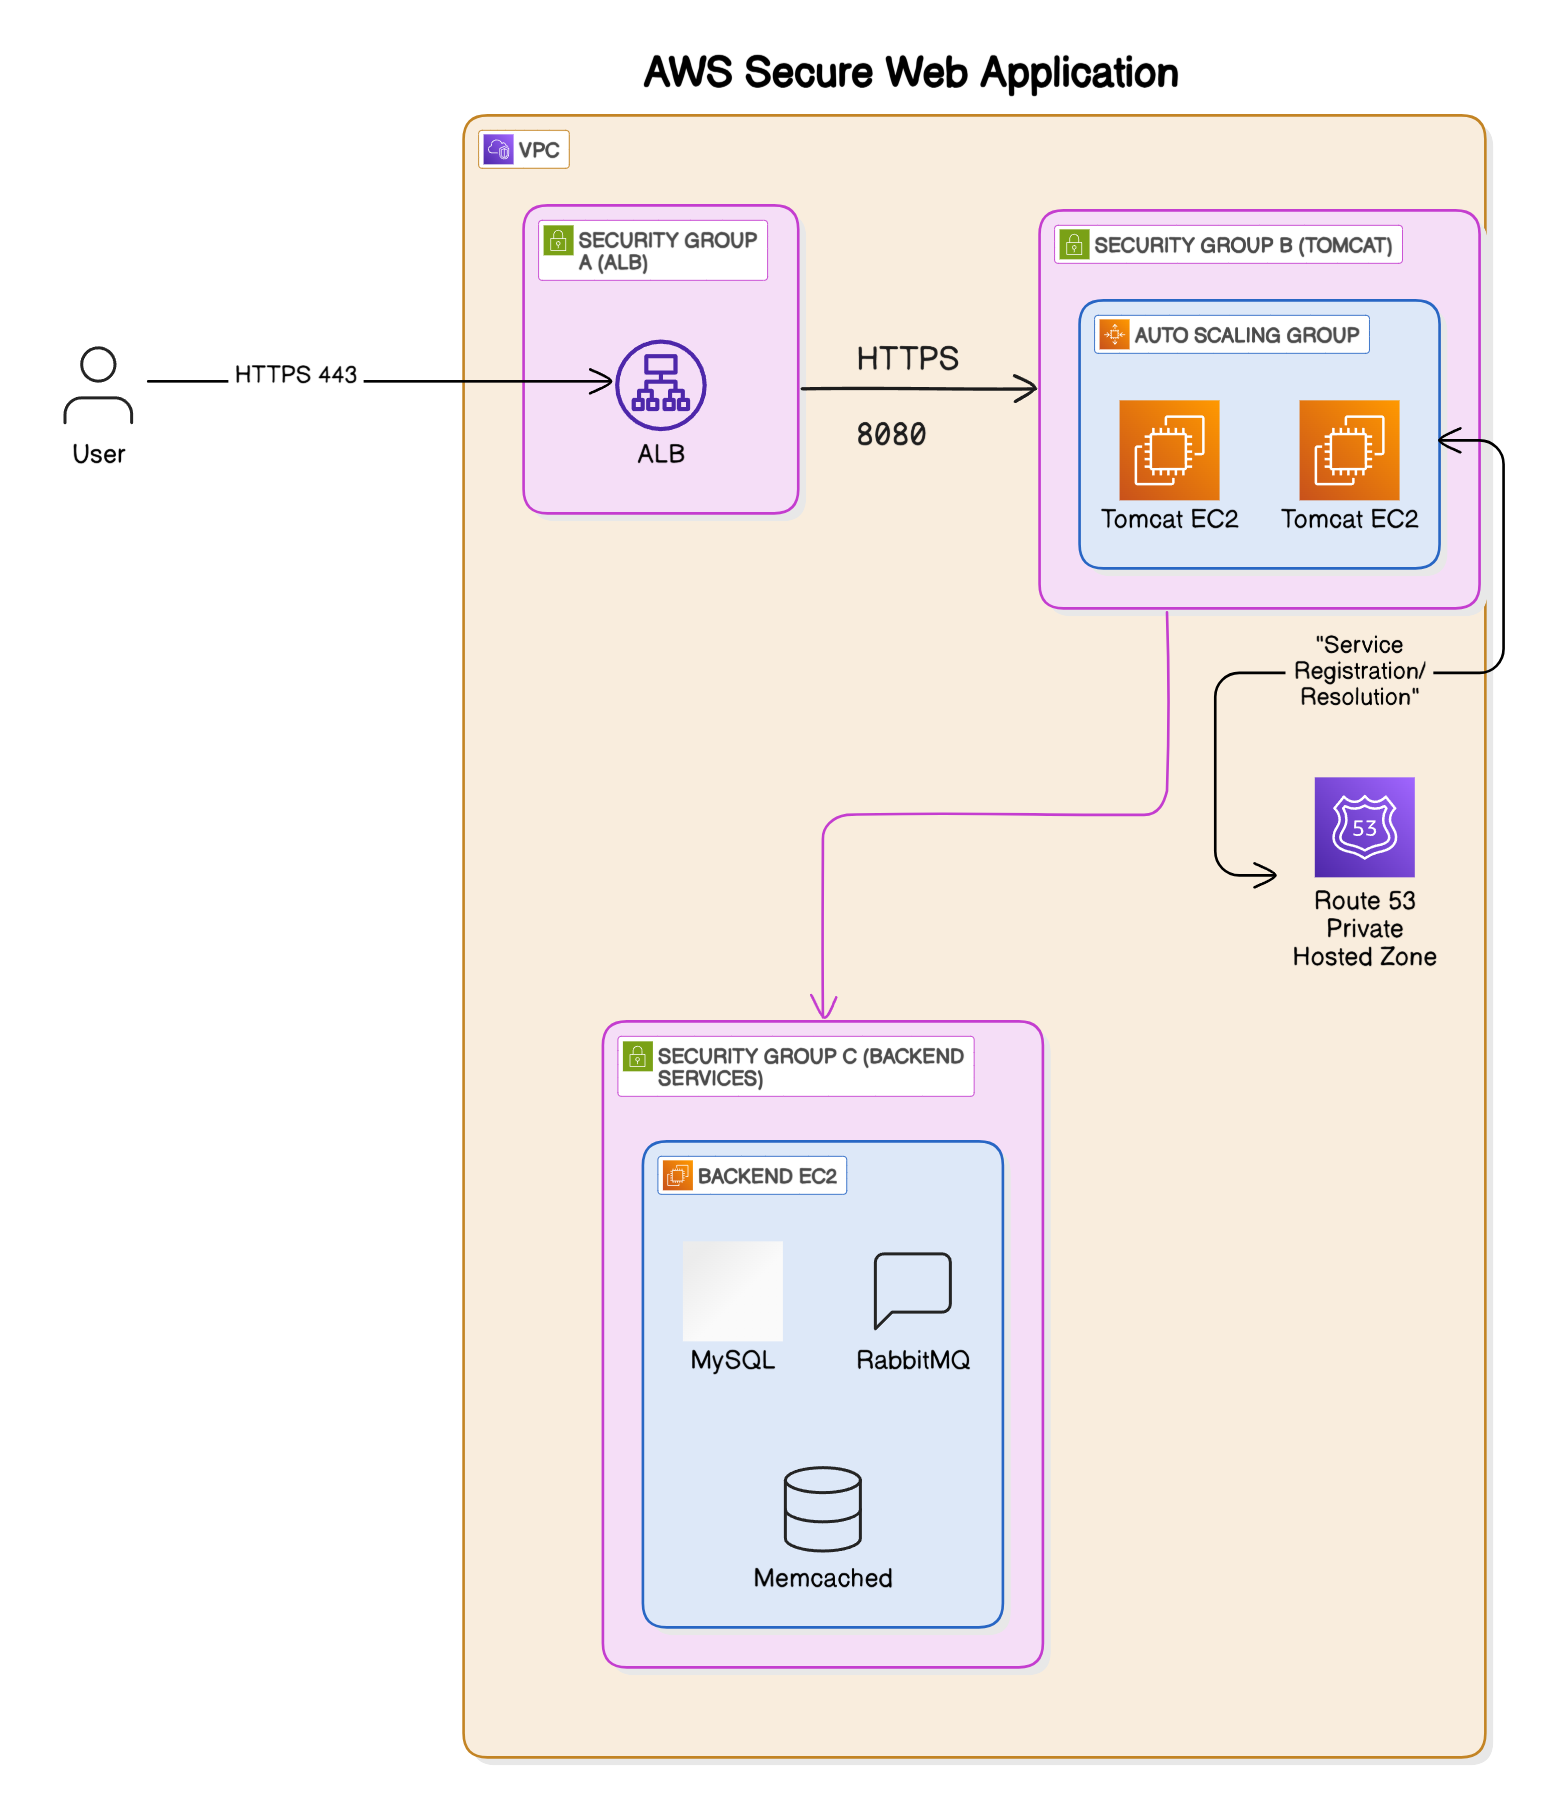 AWS Secure Web Application
VPC
SECURITY GROUP
A (ALB)
SECURITY GROUP B (TOMCAT)
AUTO SCALING GROUP
HTTPS 443
HTTPS
8080
User
ALB
Tomcat EC2
Tomcat EC2
"Service
Registration/
Resolution"
53
Route 53
Private
Hosted Zone
SECURITY GROUP C (BACKEND
SERVICES)
BACKEND EC2
MySQL
RabbitMQ
Memcached